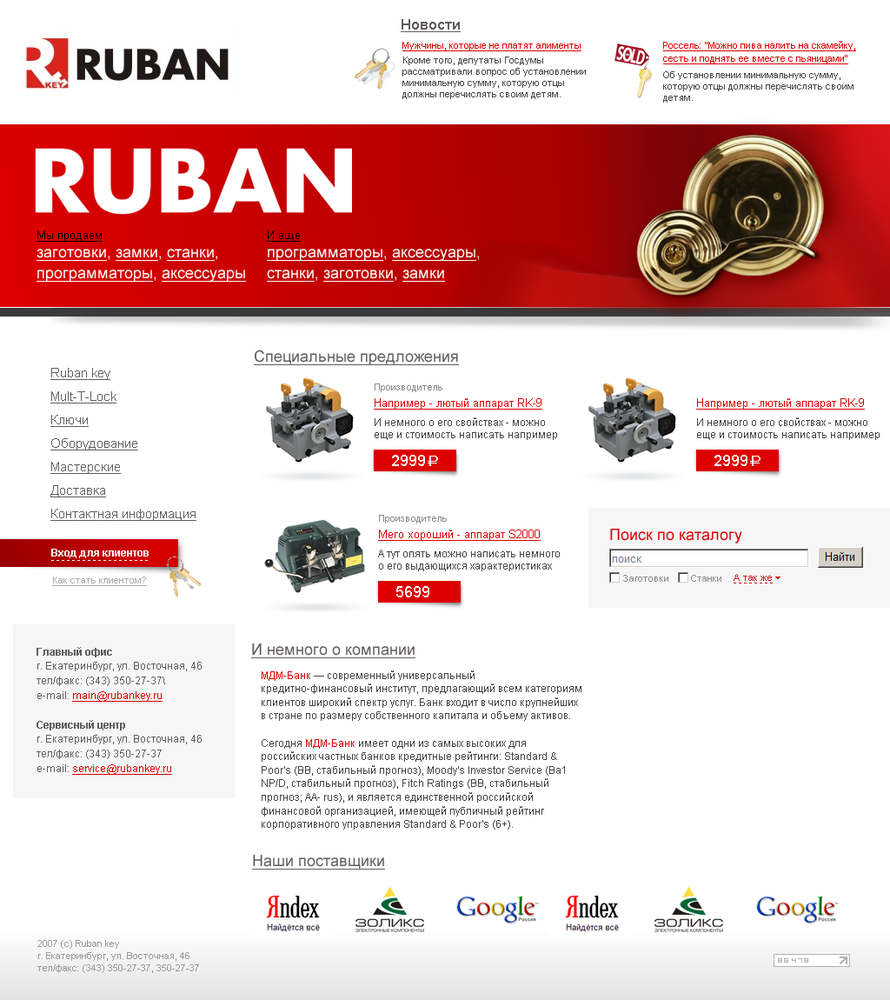 R
KEY
RUBAN
Новости
Мужчины, которые не платят алименты
Кроме того, депутаты Госдумы
рассматривали вопрос об установлении
минимальную сумму, которую отцы
должны перечислять своим детям.
SOLD
Россель: "Можно пива налить на скамейку,
сесть и поднять ее вместе с пьяницами"
Об установлении минимальную сумму,
которую отцы должны перечислять своим
детям.
RUBAN
Мы продаем
заготовки, замки, станки,
программаторы, аксессуары
И еще
программаторы, аксессуары,
станки, заготовки, замки
Ruban key
Mult-T-Lock
Ключи
Оборудование
Мастерские
Доставка
Контактная информация
Вход для клиентов
Как стать клиентом?
Главный офис
г. Екатеринбург, ул. Восточная, 46
тел/факс: (343) 350-27-37\
e-mail: main@rubankey.ru
Сервисный центр
г. Екатеринбург, ул. Восточная, 46
тел/факс: (343) 350-27-37
e-mail: service@rubankey.ru
Специальные предложения
Производитель
Например - лютый аппарат RK-9
И немного о его свойствах - можно
еще и стоимость написать например
2999₽
Например - лютый аппарат RK-9
И немного о его свойствах - можно
еще и стоимость написать например
2999₽
Производитель
Мего хороший - аппарат S2000
А тут опять можно написать немного
о его выдающихся характеристиках
5699
Поиск по каталогу
поиск
Найти
Заготовки Станки А так же
И немного о компании
МДМ-Банк — современный универсальный
кредитно-финансовый институт, предлагающий всем категориям
клиентов широкий спектр услуг. Банк входит в число крупнейших
в стране по размеру собственного капитала и объему активов.
Сегодня МДМ-Банк имеет одни из самых высоких для
российских частных банков кредитные рейтинги: Standard &
Poor's (BB, стабильный прогноз), Moody's Investor Service (Ba1
NP/D, стабильный прогноз), Fitch Ratings (BB, стабильный
прогноз; AA- rus), и является единственной российской
финансовой организацией, имеющей публичный рейтинг
корпоративного управления Standard & Poor's (6+).
Наши поставщики
Яndex
Найдётся всё
ЗОЛИКС
ЭЛЕКТРОННЫЕ КОМПОНЕНТЫ
Google
Россия
Яndex
Найдётся всё
ЗОЛИКС
ЭЛЕКТРОННЫЕ КОМПОНЕНТЫ
Google
Россия
2007 (c) Ruban key
г. Екатеринбург, ул. Восточная, 46
тел/факс: (343) 350-27-37, 350-27-37